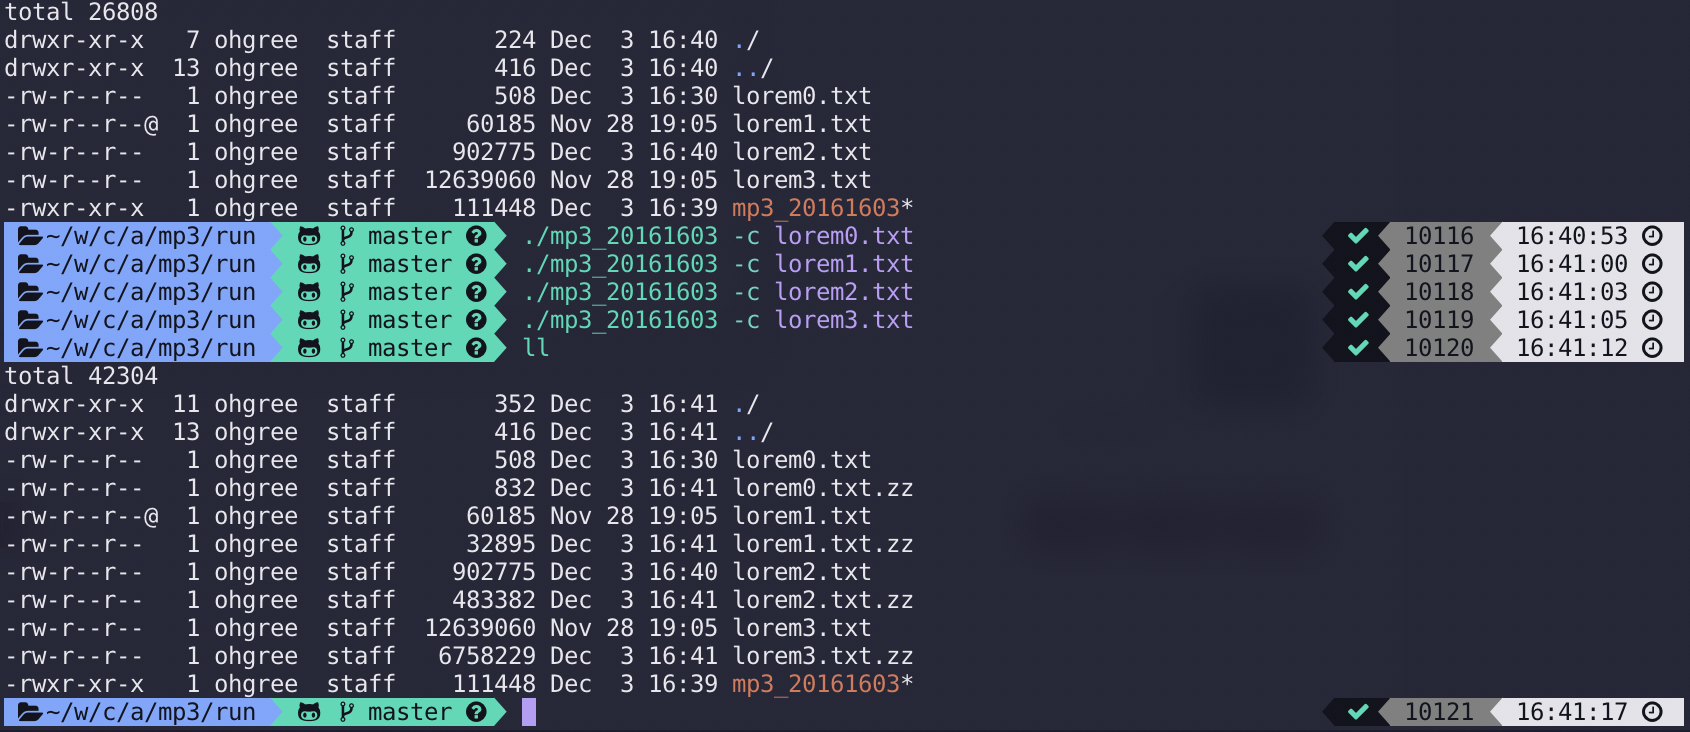 total 26808
drwxr-xr-x   7 ohgree  staff       224 Dec  3 16:40 ./
drwxr-xr-x  13 ohgree  staff       416 Dec  3 16:40 ../
-rw-r--r--   1 ohgree  staff       508 Dec  3 16:30 lorem0.txt
-rw-r--r--@  1 ohgree  staff     60185 Nov 28 19:05 lorem1.txt
-rw-r--r--   1 ohgree  staff    902775 Dec  3 16:40 lorem2.txt
-rw-r--r--   1 ohgree  staff  12639060 Nov 28 19:05 lorem3.txt
-rwxr-xr-x   1 ohgree  staff    111448 Dec  3 16:39 mp3_20161603*
~/w/c/a/mp3/run master ? ./mp3_20161603 -c lorem0.txt 10116 16:40:53
~/w/c/a/mp3/run master ? ./mp3_20161603 -c lorem1.txt 10117 16:41:00
~/w/c/a/mp3/run master ? ./mp3_20161603 -c lorem2.txt 10118 16:41:03
~/w/c/a/mp3/run master ? ./mp3_20161603 -c lorem3.txt 10119 16:41:05
~/w/c/a/mp3/run master ? ll 10120 16:41:12
total 42304
drwxr-xr-x  11 ohgree  staff       352 Dec  3 16:41 ./
drwxr-xr-x  13 ohgree  staff       416 Dec  3 16:41 ../
-rw-r--r--   1 ohgree  staff       508 Dec  3 16:30 lorem0.txt
-rw-r--r--   1 ohgree  staff       832 Dec  3 16:41 lorem0.txt.zz
-rw-r--r--@  1 ohgree  staff     60185 Nov 28 19:05 lorem1.txt
-rw-r--r--   1 ohgree  staff     32895 Dec  3 16:41 lorem1.txt.zz
-rw-r--r--   1 ohgree  staff    902775 Dec  3 16:40 lorem2.txt
-rw-r--r--   1 ohgree  staff    483382 Dec  3 16:41 lorem2.txt.zz
-rw-r--r--   1 ohgree  staff  12639060 Nov 28 19:05 lorem3.txt
-rw-r--r--   1 ohgree  staff   6758229 Dec  3 16:41 lorem3.txt.zz
-rwxr-xr-x   1 ohgree  staff    111448 Dec  3 16:39 mp3_20161603*
~/w/c/a/mp3/run master ? 10121 16:41:17